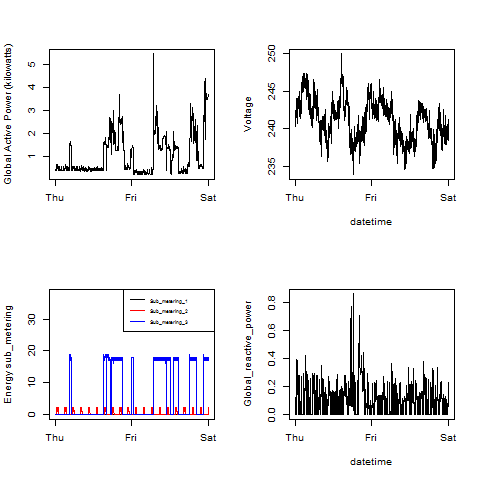 Global Active Power (kilowatts)
1 2 3 4 5
Thu Fri Sat
Voltage
235 240 245 250
Thu Fri Sat
datetime
Energy sub_metering
0 10 20 30
Sub_metering_1
Sub_metering_2
Sub_metering_3
Thu Fri Sat
Global_reactive_power
0.0 0.2 0.4 0.6 0.8
Thu Fri Sat
datetime